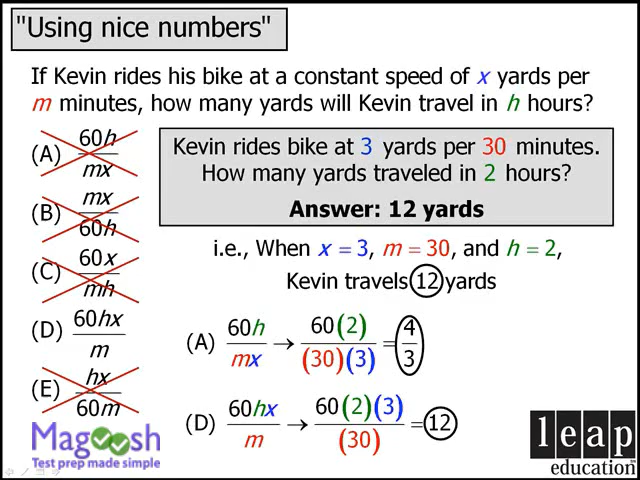 "Using nice numbers"
If Kevin rides his bike at a constant speed of x yards per
m minutes, how many yards will Kevin travel in h hours?
(A) 60h / mx
(B) mx / 60h
(C) 60x / mh
(D) 60hx / m
(E) hx / 60m
Kevin rides bike at 3 yards per 30 minutes.
How many yards traveled in 2 hours?
Answer: 12 yards
i.e., When x = 3, m = 30, and h = 2,
Kevin travels 12 yards
(A) 60h / mx → 60(2) / (30)(3) = 4 / 3
(D) 60hx / m → 60(2)(3) / (30) = 12
Magoosh
Test prep made simple
leap
education